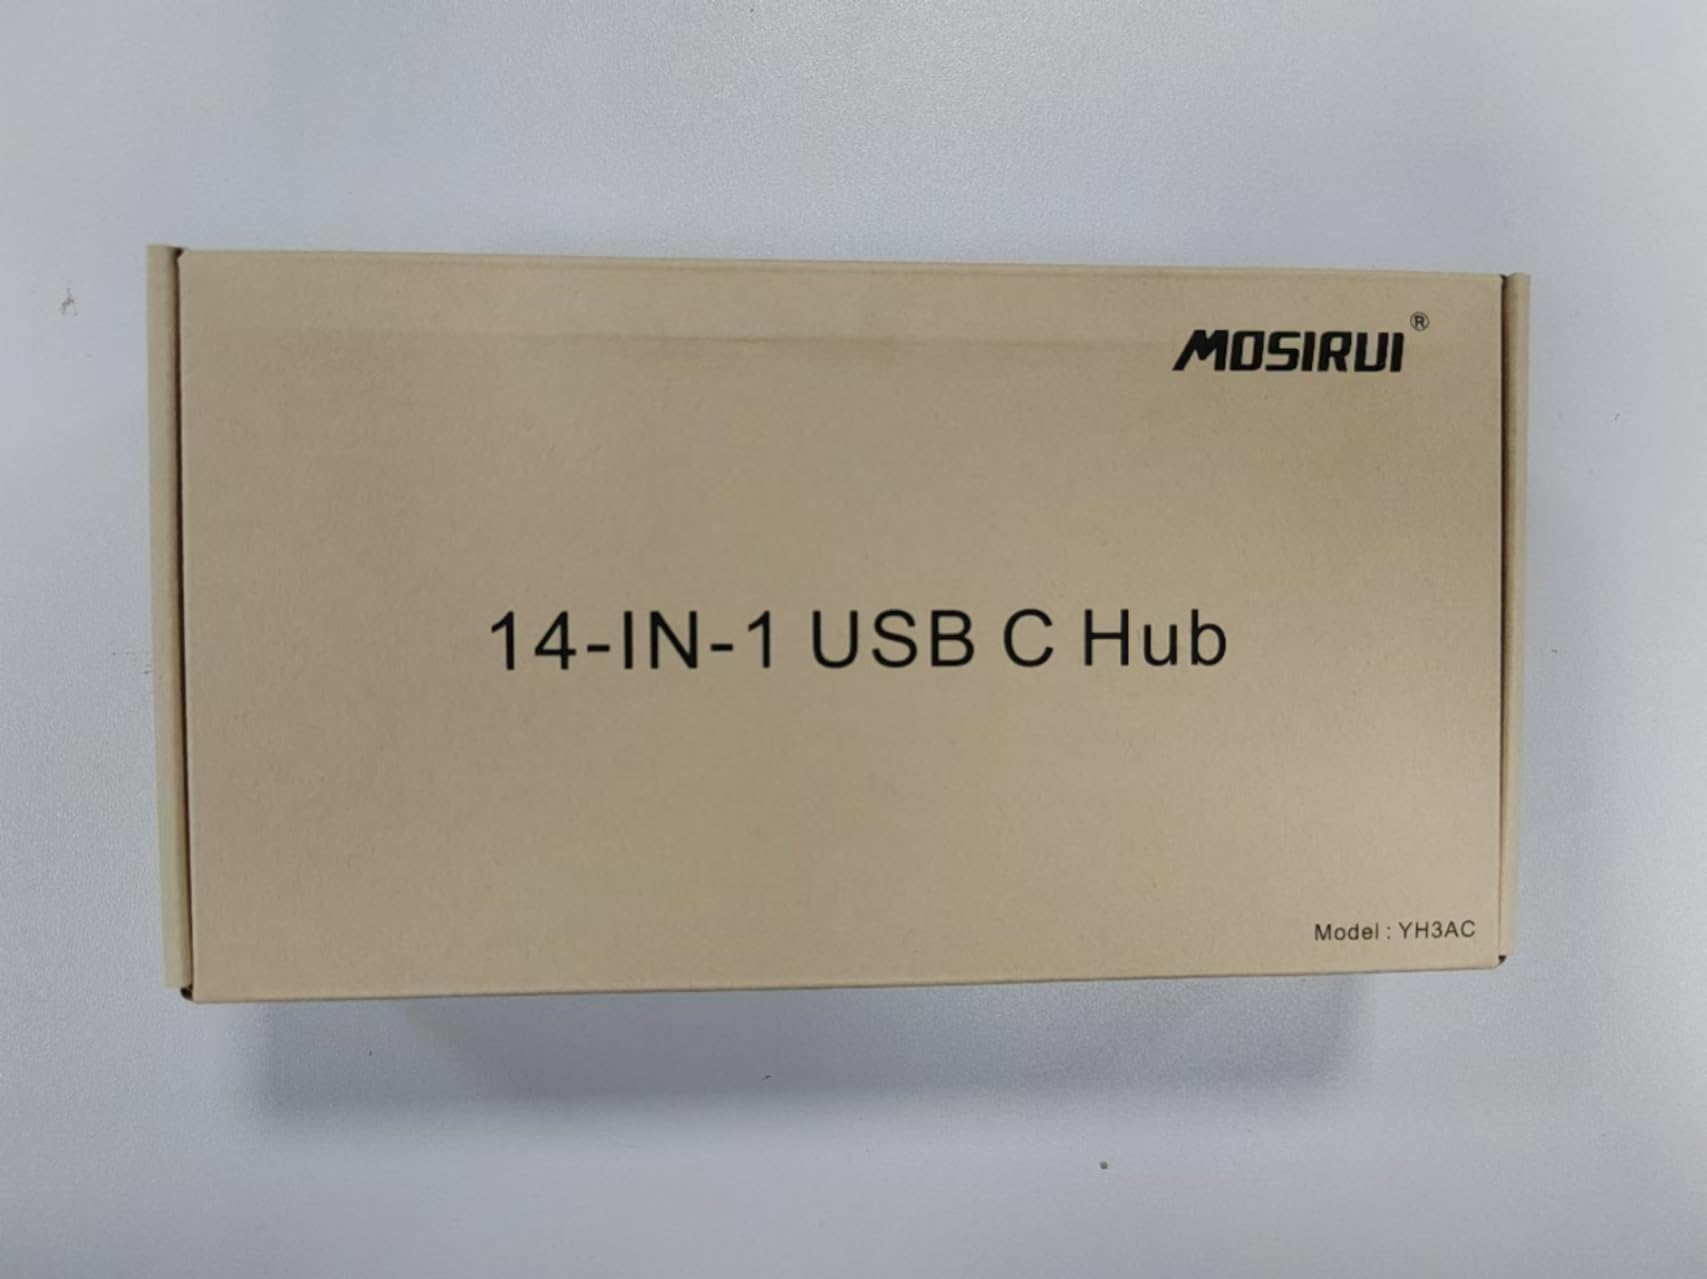 MOSIRUI®
14-IN-1 USB C Hub
Model : YH3AC